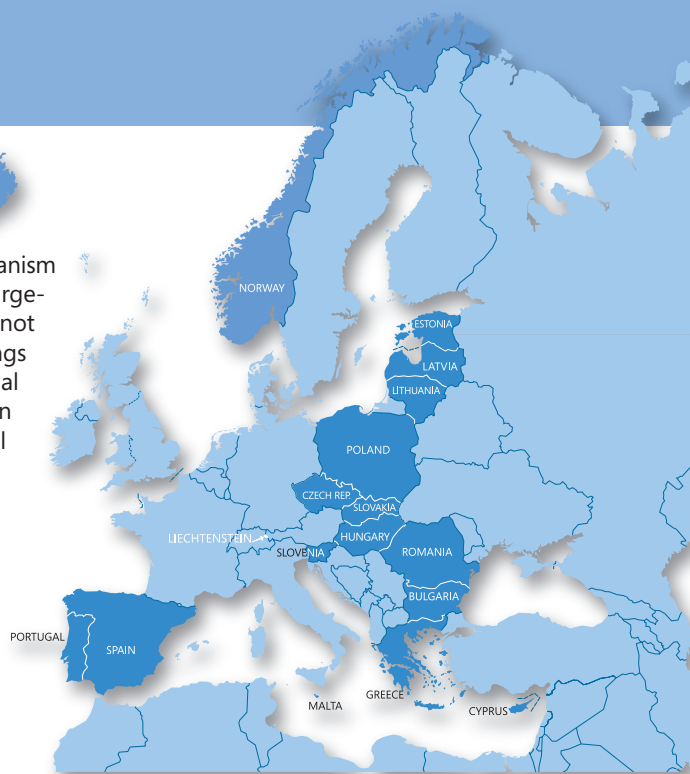 anism
arge-
not
ngs
al
n
l
NORWAY
ESTONIA
LATVIA
LITHUANIA
POLAND
CZECH REP.
SLOVAKIA
LIECHTENSTEIN
HUNGARY
SLOVENIA
ROMANIA
BULGARIA
PORTUGAL
SPAIN
GREECE
MALTA
CYPRUS